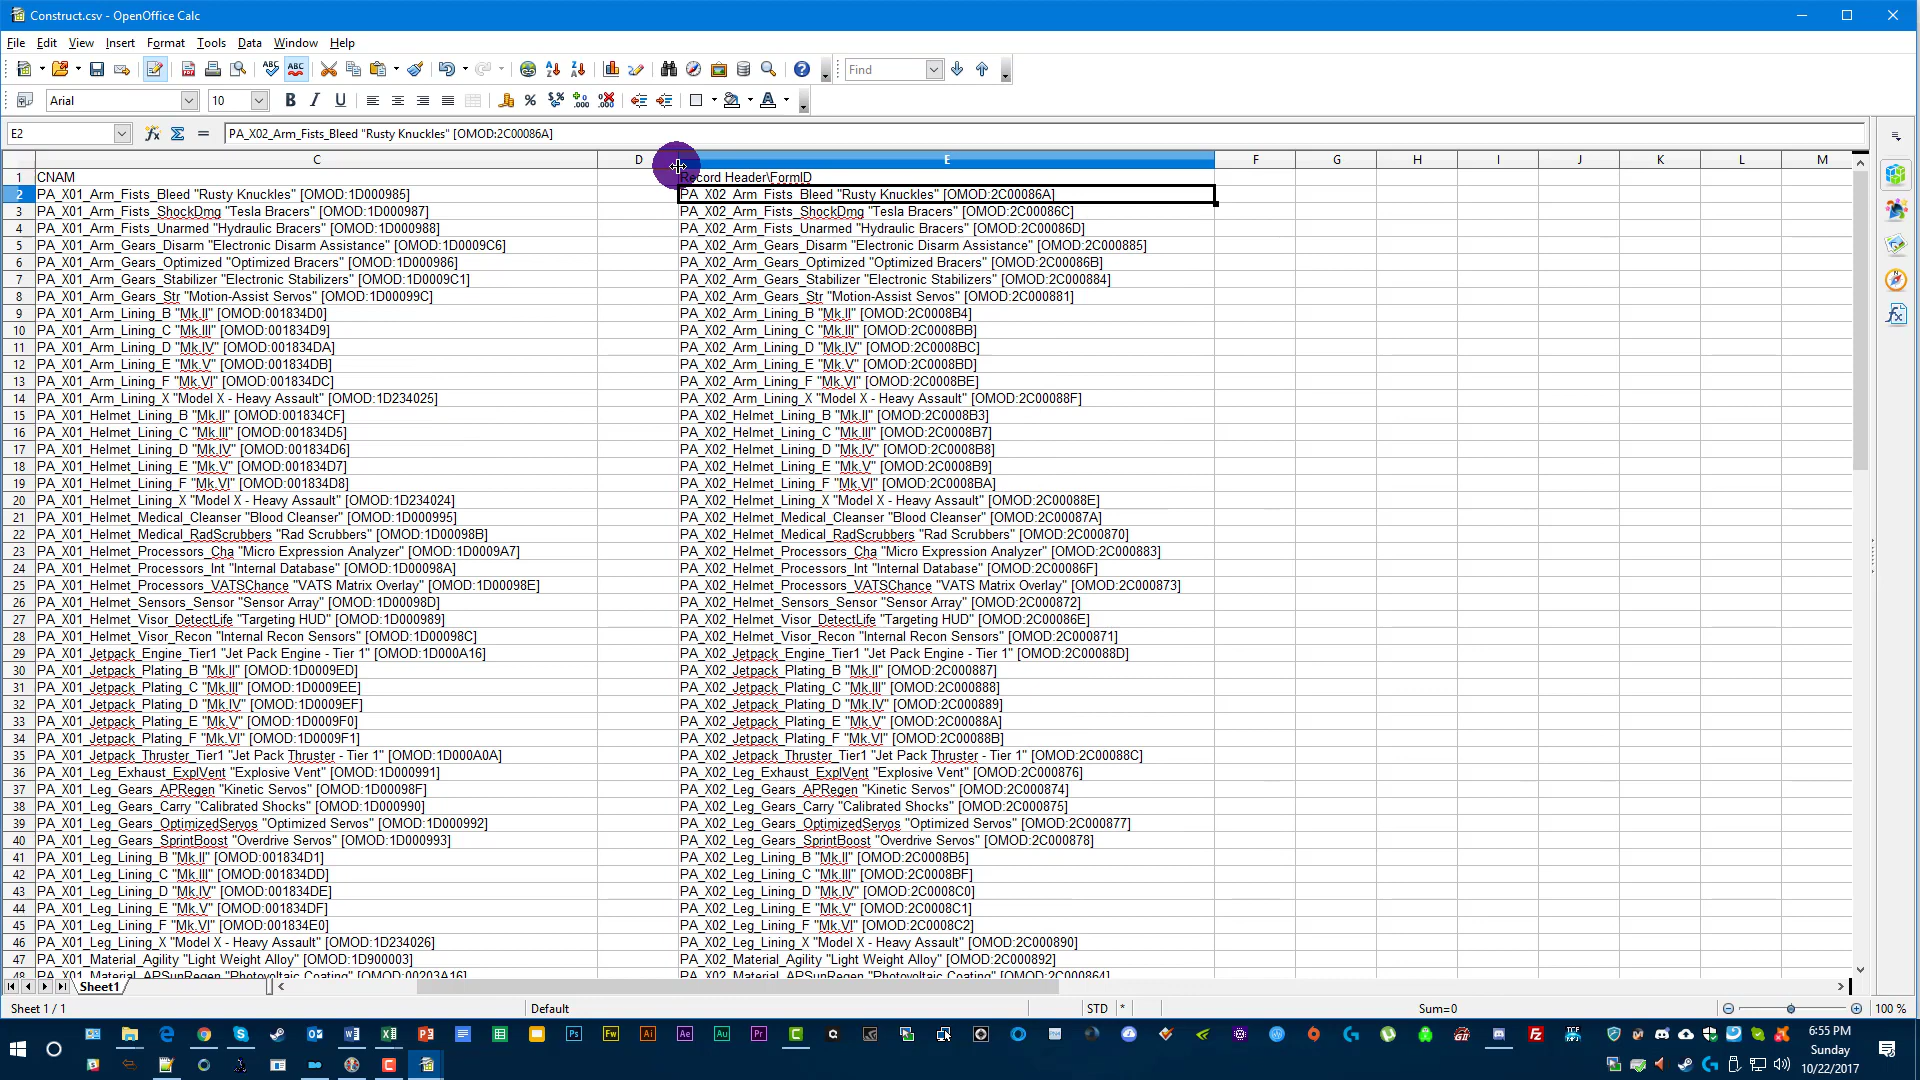 Construct.csv - OpenOffice Calc
File Edit View Insert Format Tools Data Window Help
Find
Arial 10
E2 PA_X02_Arm_Fists_Bleed "Rusty Knuckles" [OMOD:2C00086A]
C D E F G H I J K L M
1 CNAM Record Header\FormID
2 PA_X01_Arm_Fists_Bleed "Rusty Knuckles" [OMOD:1D000985] PA_X02_Arm_Fists_Bleed "Rusty Knuckles" [OMOD:2C00086A]
3 PA_X01_Arm_Fists_ShockDmg "Tesla Bracers" [OMOD:1D000987] PA_X02_Arm_Fists_ShockDmg "Tesla Bracers" [OMOD:2C00086C]
4 PA_X01_Arm_Fists_Unarmed "Hydraulic Bracers" [OMOD:1D000988] PA_X02_Arm_Fists_Unarmed "Hydraulic Bracers" [OMOD:2C00086D]
5 PA_X01_Arm_Gears_Disarm "Electronic Disarm Assistance" [OMOD:1D0009C6] PA_X02_Arm_Gears_Disarm "Electronic Disarm Assistance" [OMOD:2C000885]
6 PA_X01_Arm_Gears_Optimized "Optimized Bracers" [OMOD:1D000986] PA_X02_Arm_Gears_Optimized "Optimized Bracers" [OMOD:2C00086B]
7 PA_X01_Arm_Gears_Stabilizer "Electronic Stabilizers" [OMOD:1D0009C1] PA_X02_Arm_Gears_Stabilizer "Electronic Stabilizers" [OMOD:2C000884]
8 PA_X01_Arm_Gears_Str "Motion-Assist Servos" [OMOD:1D00099C] PA_X02_Arm_Gears_Str "Motion-Assist Servos" [OMOD:2C000881]
9 PA_X01_Arm_Lining_B "Mk.II" [OMOD:001834D0] PA_X02_Arm_Lining_B "Mk.II" [OMOD:2C0008B4]
10 PA_X01_Arm_Lining_C "Mk.III" [OMOD:001834D9] PA_X02_Arm_Lining_C "Mk.III" [OMOD:2C0008BB]
11 PA_X01_Arm_Lining_D "Mk.IV" [OMOD:001834DA] PA_X02_Arm_Lining_D "Mk.IV" [OMOD:2C0008BC]
12 PA_X01_Arm_Lining_E "Mk.V" [OMOD:001834DB] PA_X02_Arm_Lining_E "Mk.V" [OMOD:2C0008BD]
13 PA_X01_Arm_Lining_F "Mk.VI" [OMOD:001834DC] PA_X02_Arm_Lining_F "Mk.VI" [OMOD:2C0008BE]
14 PA_X01_Arm_Lining_X "Model X - Heavy Assault" [OMOD:1D234025] PA_X02_Arm_Lining_X "Model X - Heavy Assault" [OMOD:2C00088F]
15 PA_X01_Helmet_Lining_B "Mk.II" [OMOD:001834CF] PA_X02_Helmet_Lining_B "Mk.II" [OMOD:2C0008B3]
16 PA_X01_Helmet_Lining_C "Mk.III" [OMOD:001834D5] PA_X02_Helmet_Lining_C "Mk.III" [OMOD:2C0008B7]
17 PA_X01_Helmet_Lining_D "Mk.IV" [OMOD:001834D6] PA_X02_Helmet_Lining_D "Mk.IV" [OMOD:2C0008B8]
18 PA_X01_Helmet_Lining_E "Mk.V" [OMOD:001834D7] PA_X02_Helmet_Lining_E "Mk.V" [OMOD:2C0008B9]
19 PA_X01_Helmet_Lining_F "Mk.VI" [OMOD:001834D8] PA_X02_Helmet_Lining_F "Mk.VI" [OMOD:2C0008BA]
20 PA_X01_Helmet_Lining_X "Model X - Heavy Assault" [OMOD:1D234024] PA_X02_Helmet_Lining_X "Model X - Heavy Assault" [OMOD:2C00088E]
21 PA_X01_Helmet_Medical_Cleanser "Blood Cleanser" [OMOD:1D000995] PA_X02_Helmet_Medical_Cleanser "Blood Cleanser" [OMOD:2C00087A]
22 PA_X01_Helmet_Medical_RadScrubbers "Rad Scrubbers" [OMOD:1D00098B] PA_X02_Helmet_Medical_RadScrubbers "Rad Scrubbers" [OMOD:2C000870]
23 PA_X01_Helmet_Processors_Cha "Micro Expression Analyzer" [OMOD:1D0009A7] PA_X02_Helmet_Processors_Cha "Micro Expression Analyzer" [OMOD:2C000883]
24 PA_X01_Helmet_Processors_Int "Internal Database" [OMOD:1D00098A] PA_X02_Helmet_Processors_Int "Internal Database" [OMOD:2C00086F]
25 PA_X01_Helmet_Processors_VATSChance "VATS Matrix Overlay" [OMOD:1D00098E] PA_X02_Helmet_Processors_VATSChance "VATS Matrix Overlay" [OMOD:2C000873]
26 PA_X01_Helmet_Sensors_Sensor "Sensor Array" [OMOD:1D00098D] PA_X02_Helmet_Sensors_Sensor "Sensor Array" [OMOD:2C000872]
27 PA_X01_Helmet_Visor_DetectLife "Targeting HUD" [OMOD:1D000989] PA_X02_Helmet_Visor_DetectLife "Targeting HUD" [OMOD:2C00086E]
28 PA_X01_Helmet_Visor_Recon "Internal Recon Sensors" [OMOD:1D00098C] PA_X02_Helmet_Visor_Recon "Internal Recon Sensors" [OMOD:2C000871]
29 PA_X01_Jetpack_Engine_Tier1 "Jet Pack Engine - Tier 1" [OMOD:1D000A16] PA_X02_Jetpack_Engine_Tier1 "Jet Pack Engine - Tier 1" [OMOD:2C00088D]
30 PA_X01_Jetpack_Plating_B "Mk.II" [OMOD:1D0009ED] PA_X02_Jetpack_Plating_B "Mk.II" [OMOD:2C000887]
31 PA_X01_Jetpack_Plating_C "Mk.III" [OMOD:1D0009EE] PA_X02_Jetpack_Plating_C "Mk.III" [OMOD:2C000888]
32 PA_X01_Jetpack_Plating_D "Mk.IV" [OMOD:1D0009EF] PA_X02_Jetpack_Plating_D "Mk.IV" [OMOD:2C000889]
33 PA_X01_Jetpack_Plating_E "Mk.V" [OMOD:1D0009F0] PA_X02_Jetpack_Plating_E "Mk.V" [OMOD:2C00088A]
34 PA_X01_Jetpack_Plating_F "Mk.VI" [OMOD:1D0009F1] PA_X02_Jetpack_Plating_F "Mk.VI" [OMOD:2C00088B]
35 PA_X01_Jetpack_Thruster_Tier1 "Jet Pack Thruster - Tier 1" [OMOD:1D000A0A] PA_X02_Jetpack_Thruster_Tier1 "Jet Pack Thruster - Tier 1" [OMOD:2C00088C]
36 PA_X01_Leg_Exhaust_ExplVent "Explosive Vent" [OMOD:1D000991] PA_X02_Leg_Exhaust_ExplVent "Explosive Vent" [OMOD:2C000876]
37 PA_X01_Leg_Gears_APRegen "Kinetic Servos" [OMOD:1D00098F] PA_X02_Leg_Gears_APRegen "Kinetic Servos" [OMOD:2C000874]
38 PA_X01_Leg_Gears_Carry "Calibrated Shocks" [OMOD:1D000990] PA_X02_Leg_Gears_Carry "Calibrated Shocks" [OMOD:2C000875]
39 PA_X01_Leg_Gears_OptimizedServos "Optimized Servos" [OMOD:1D000992] PA_X02_Leg_Gears_OptimizedServos "Optimized Servos" [OMOD:2C000877]
40 PA_X01_Leg_Gears_SprintBoost "Overdrive Servos" [OMOD:1D000993] PA_X02_Leg_Gears_SprintBoost "Overdrive Servos" [OMOD:2C000878]
41 PA_X01_Leg_Lining_B "Mk.II" [OMOD:001834D1] PA_X02_Leg_Lining_B "Mk.II" [OMOD:2C0008B5]
42 PA_X01_Leg_Lining_C "Mk.III" [OMOD:001834DD] PA_X02_Leg_Lining_C "Mk.III" [OMOD:2C0008BF]
43 PA_X01_Leg_Lining_D "Mk.IV" [OMOD:001834DE] PA_X02_Leg_Lining_D "Mk.IV" [OMOD:2C0008C0]
44 PA_X01_Leg_Lining_E "Mk.V" [OMOD:001834DF] PA_X02_Leg_Lining_E "Mk.V" [OMOD:2C0008C1]
45 PA_X01_Leg_Lining_F "Mk.VI" [OMOD:001834E0] PA_X02_Leg_Lining_F "Mk.VI" [OMOD:2C0008C2]
46 PA_X01_Leg_Lining_X "Model X - Heavy Assault" [OMOD:1D234026] PA_X02_Leg_Lining_X "Model X - Heavy Assault" [OMOD:2C000890]
47 PA_X01_Material_Agility "Light Weight Alloy" [OMOD:1D900003] PA_X02_Material_Agility "Light Weight Alloy" [OMOD:2C000892]
48 PA_X01_Material_APSunRegen "Photovoltaic Coating" [OMOD:00203A16] PA_X02_Material_APSunRegen "Photovoltaic Coating" [OMOD:2C000864]
Sheet1
Sheet 1 / 1 Default STD * Sum=0 100 %
6:55 PM
Sunday
10/22/2017